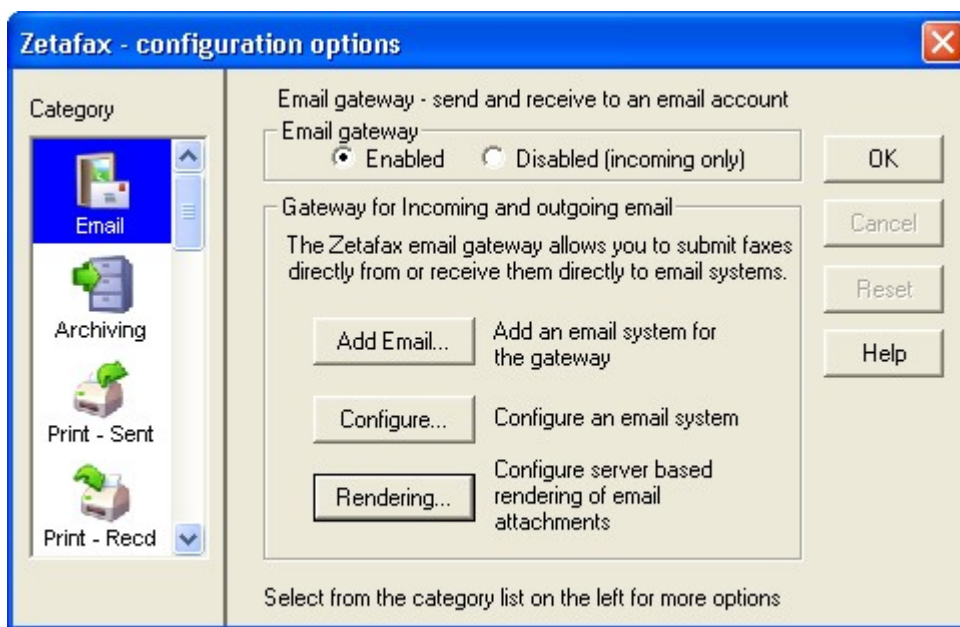 Zetafax - configuration options
Category
Email
Archiving
Print - Sent
Print - Recd
Email gateway - send and receive to an email account
Email gateway
Enabled
Disabled (incoming only)
Gateway for Incoming and outgoing email
The Zetafax email gateway allows you to submit faxes
directly from or receive them directly to email systems.
Add Email...
Add an email system for
the gateway
Configure...
Configure an email system
Rendering...
Configure server based
rendering of email
attachments
Select from the category list on the left for more options
OK
Cancel
Reset
Help